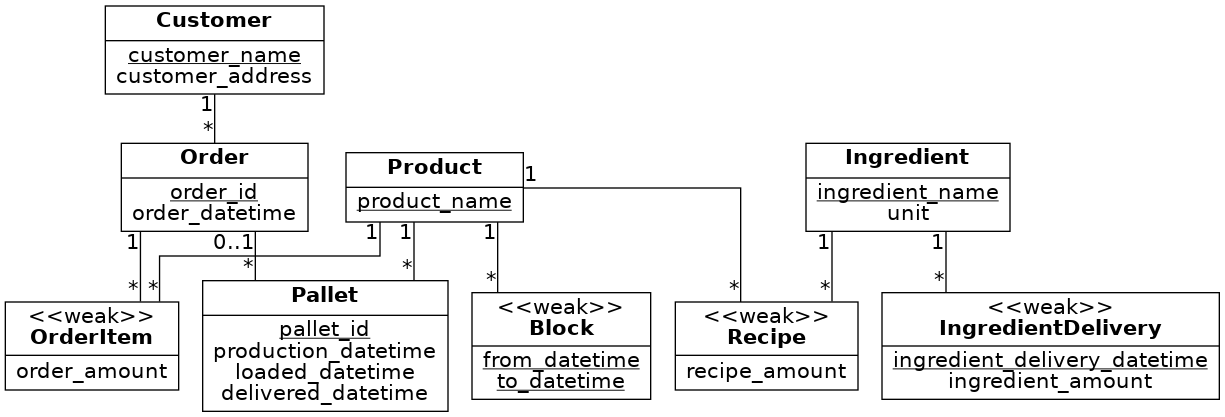 Customer
customer_name
customer_address
1
*
Order
order_id
order_datetime
Product
product_name
1
Ingredient
ingredient_name
unit
1
0..1
1
1
1
1
1
*
*
*
*
*
*
*
*
<<weak>>
OrderItem
order_amount
Pallet
pallet_id
production_datetime
loaded_datetime
delivered_datetime
<<weak>>
Block
from_datetime
to_datetime
<<weak>>
Recipe
recipe_amount
<<weak>>
IngredientDelivery
ingredient_delivery_datetime
ingredient_amount